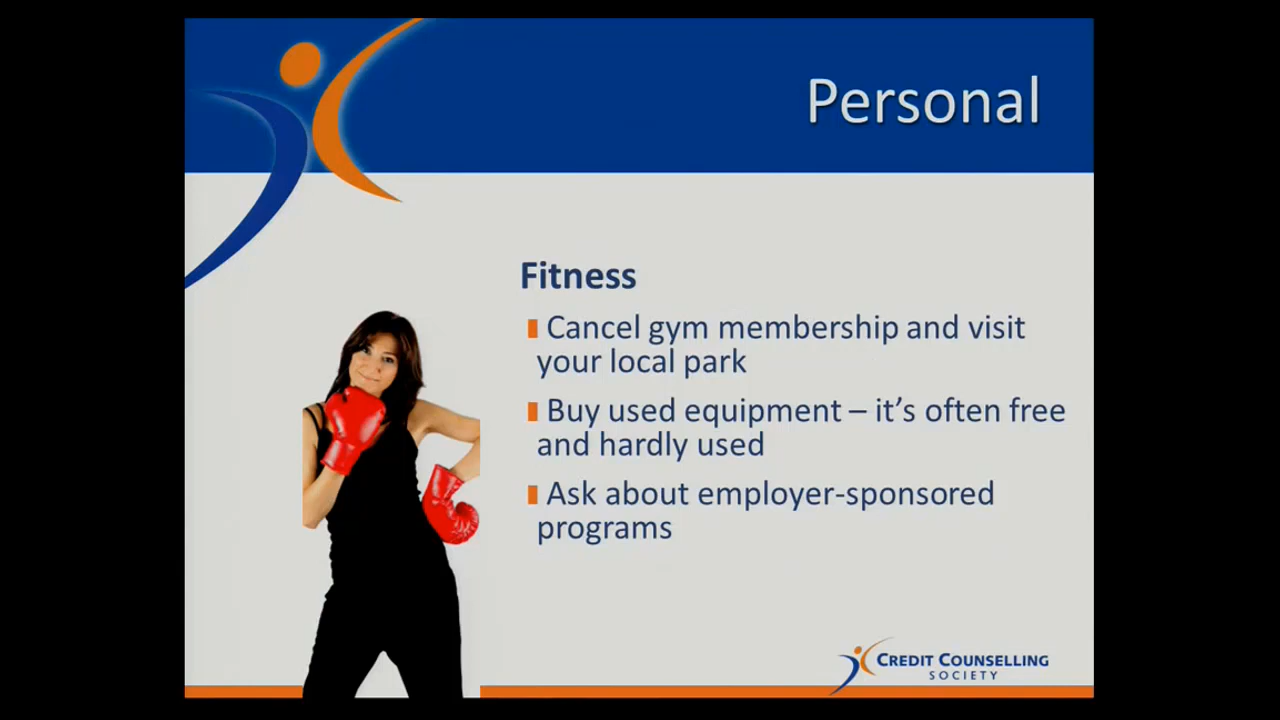 Personal
Fitness
Cancel gym membership and visit
your local park
Buy used equipment – it's often free
and hardly used
Ask about employer-sponsored
programs
CREDIT COUNSELLING
SOCIETY